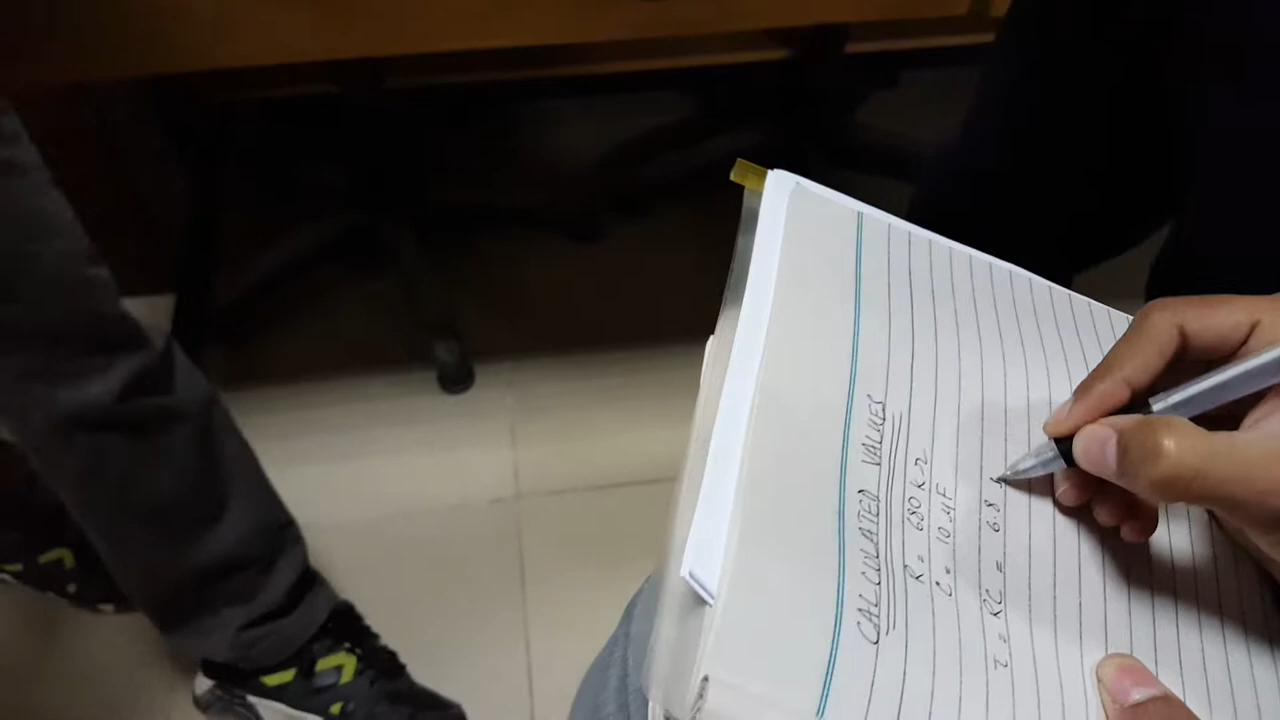 CALCULATED VALUES
R = 680 kΩ
C = 10 μF
τ = RC = 6.8